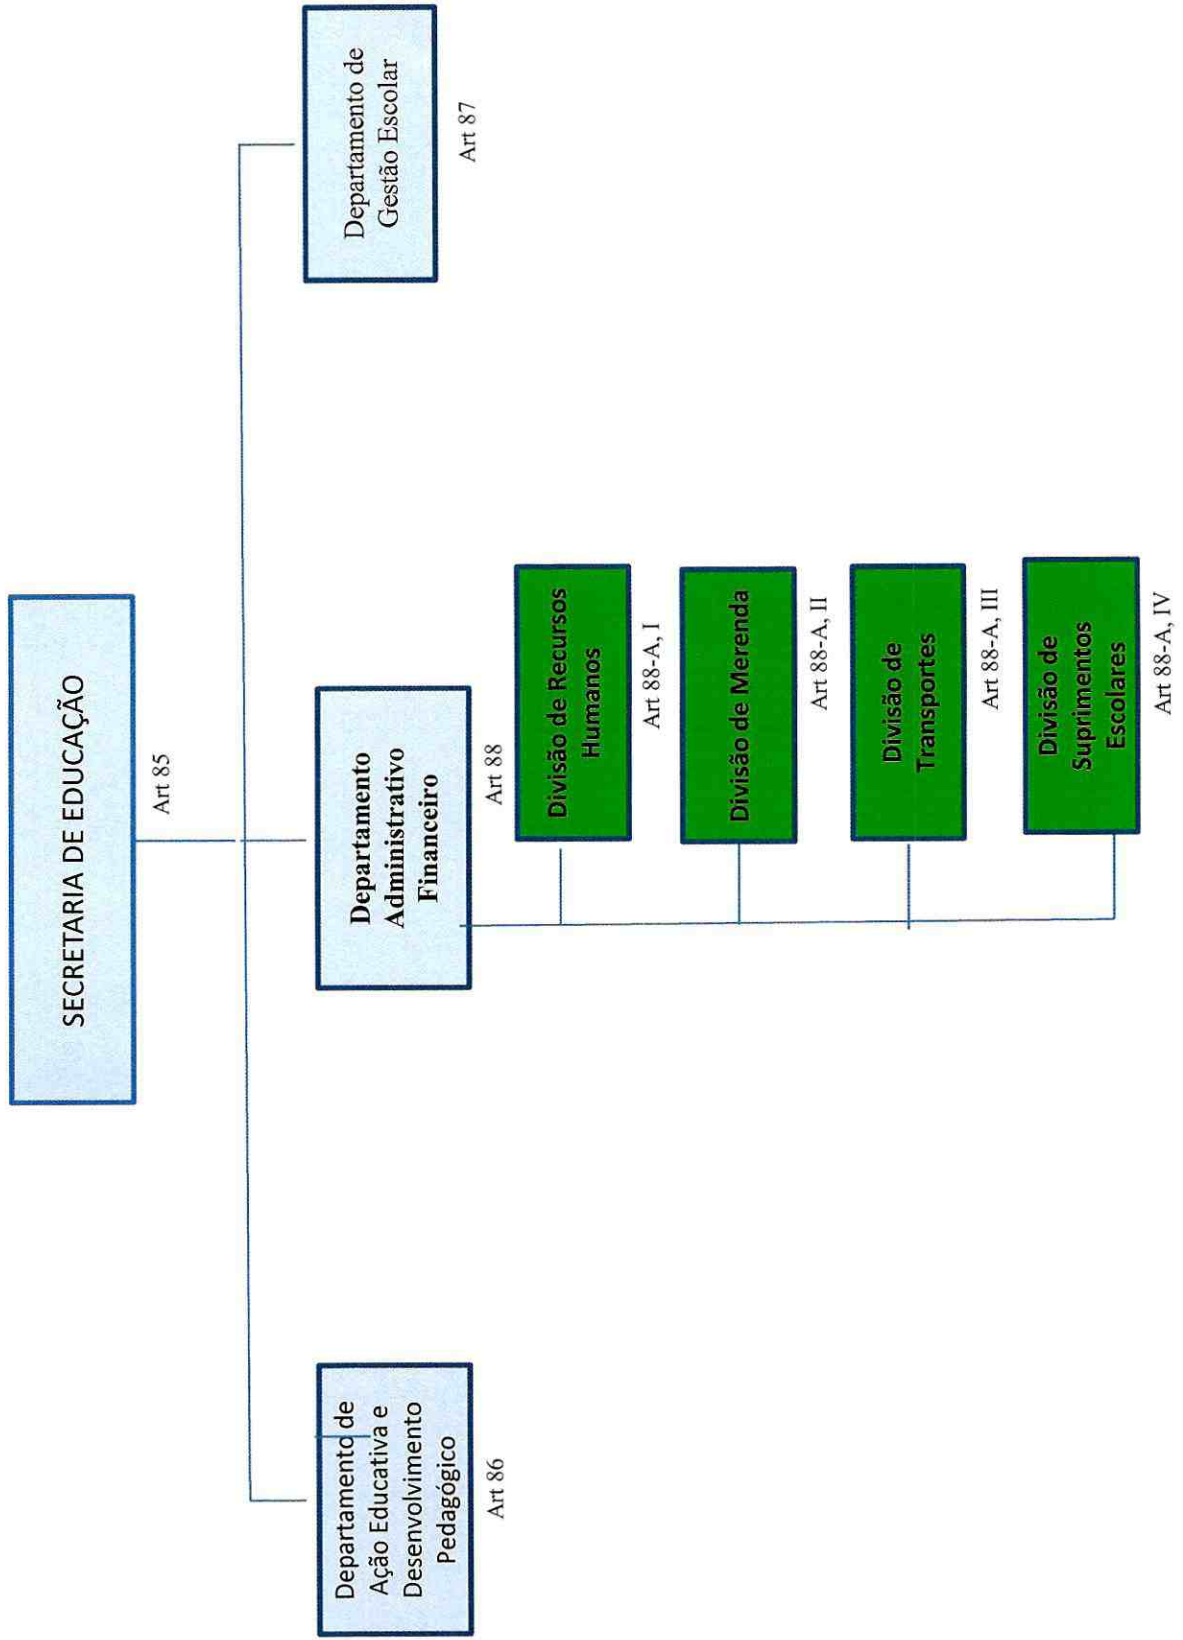 SECRETARIA DE EDUCAÇÃO
Art 85
Departamento de
Ação Educativa e
Desenvolvimento
Pedagógico
Art 86
Departamento
Administrativo
Financeiro
Art 88
Divisão de Recursos
Humanos
Art 88-A, I
Divisão de Merenda
Art 88-A, II
Divisão de
Transportes
Art 88-A, III
Divisão de
Suprimentos
Escolares
Art 88-A, IV
Departamento de
Gestão Escolar
Art 87